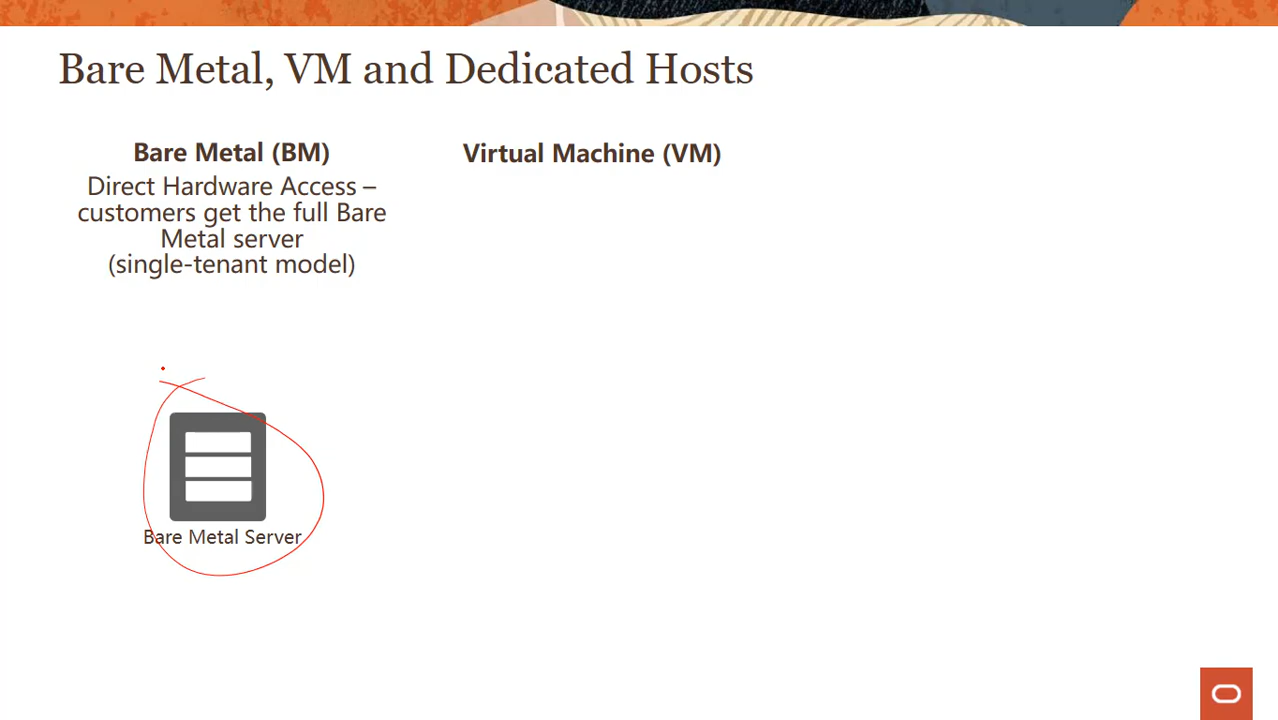 Bare Metal, VM and Dedicated Hosts
Bare Metal (BM)
Direct Hardware Access –
customers get the full Bare
Metal server
(single-tenant model)
Virtual Machine (VM)
Bare Metal Server